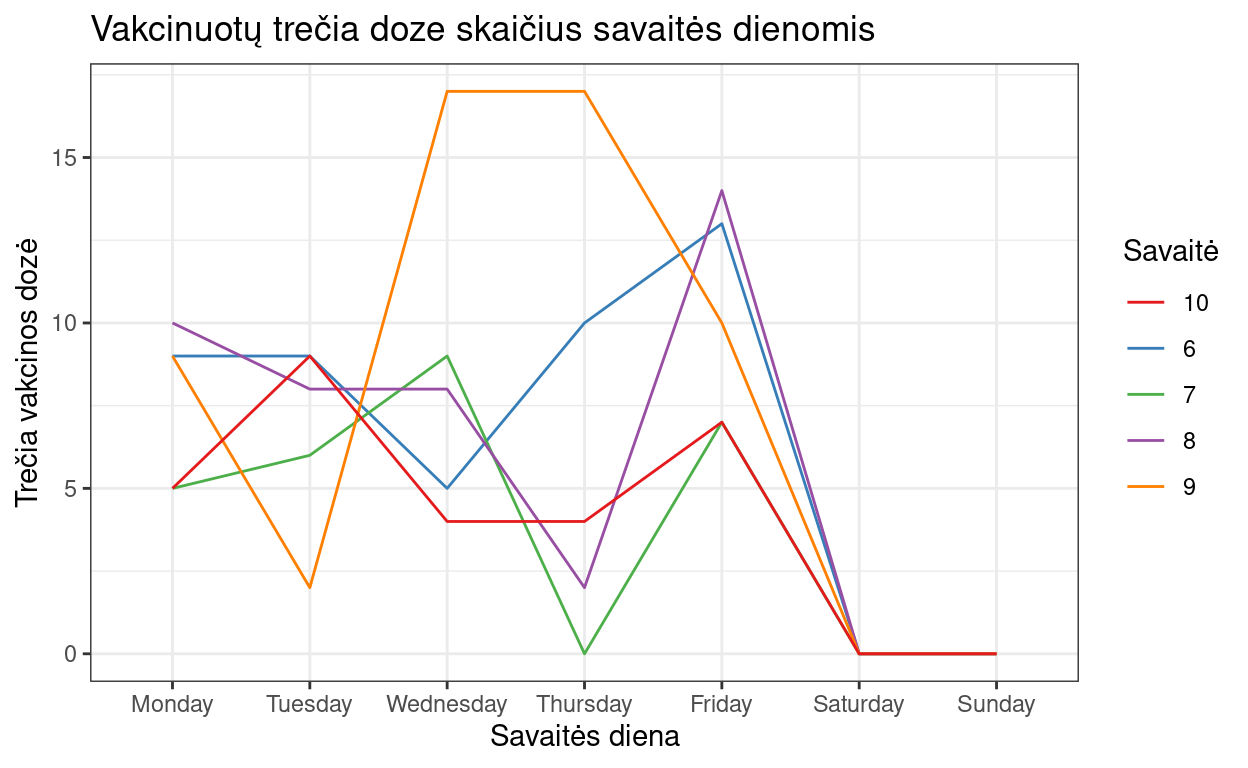 Vakcinuotų trečia doze skaičius savaitės dienomis
Trečia vakcinos dozė
15
10
5
0
Monday Tuesday Wednesday Thursday Friday Saturday Sunday
Savaitės diena
Savaitė
10
6
7
8
9